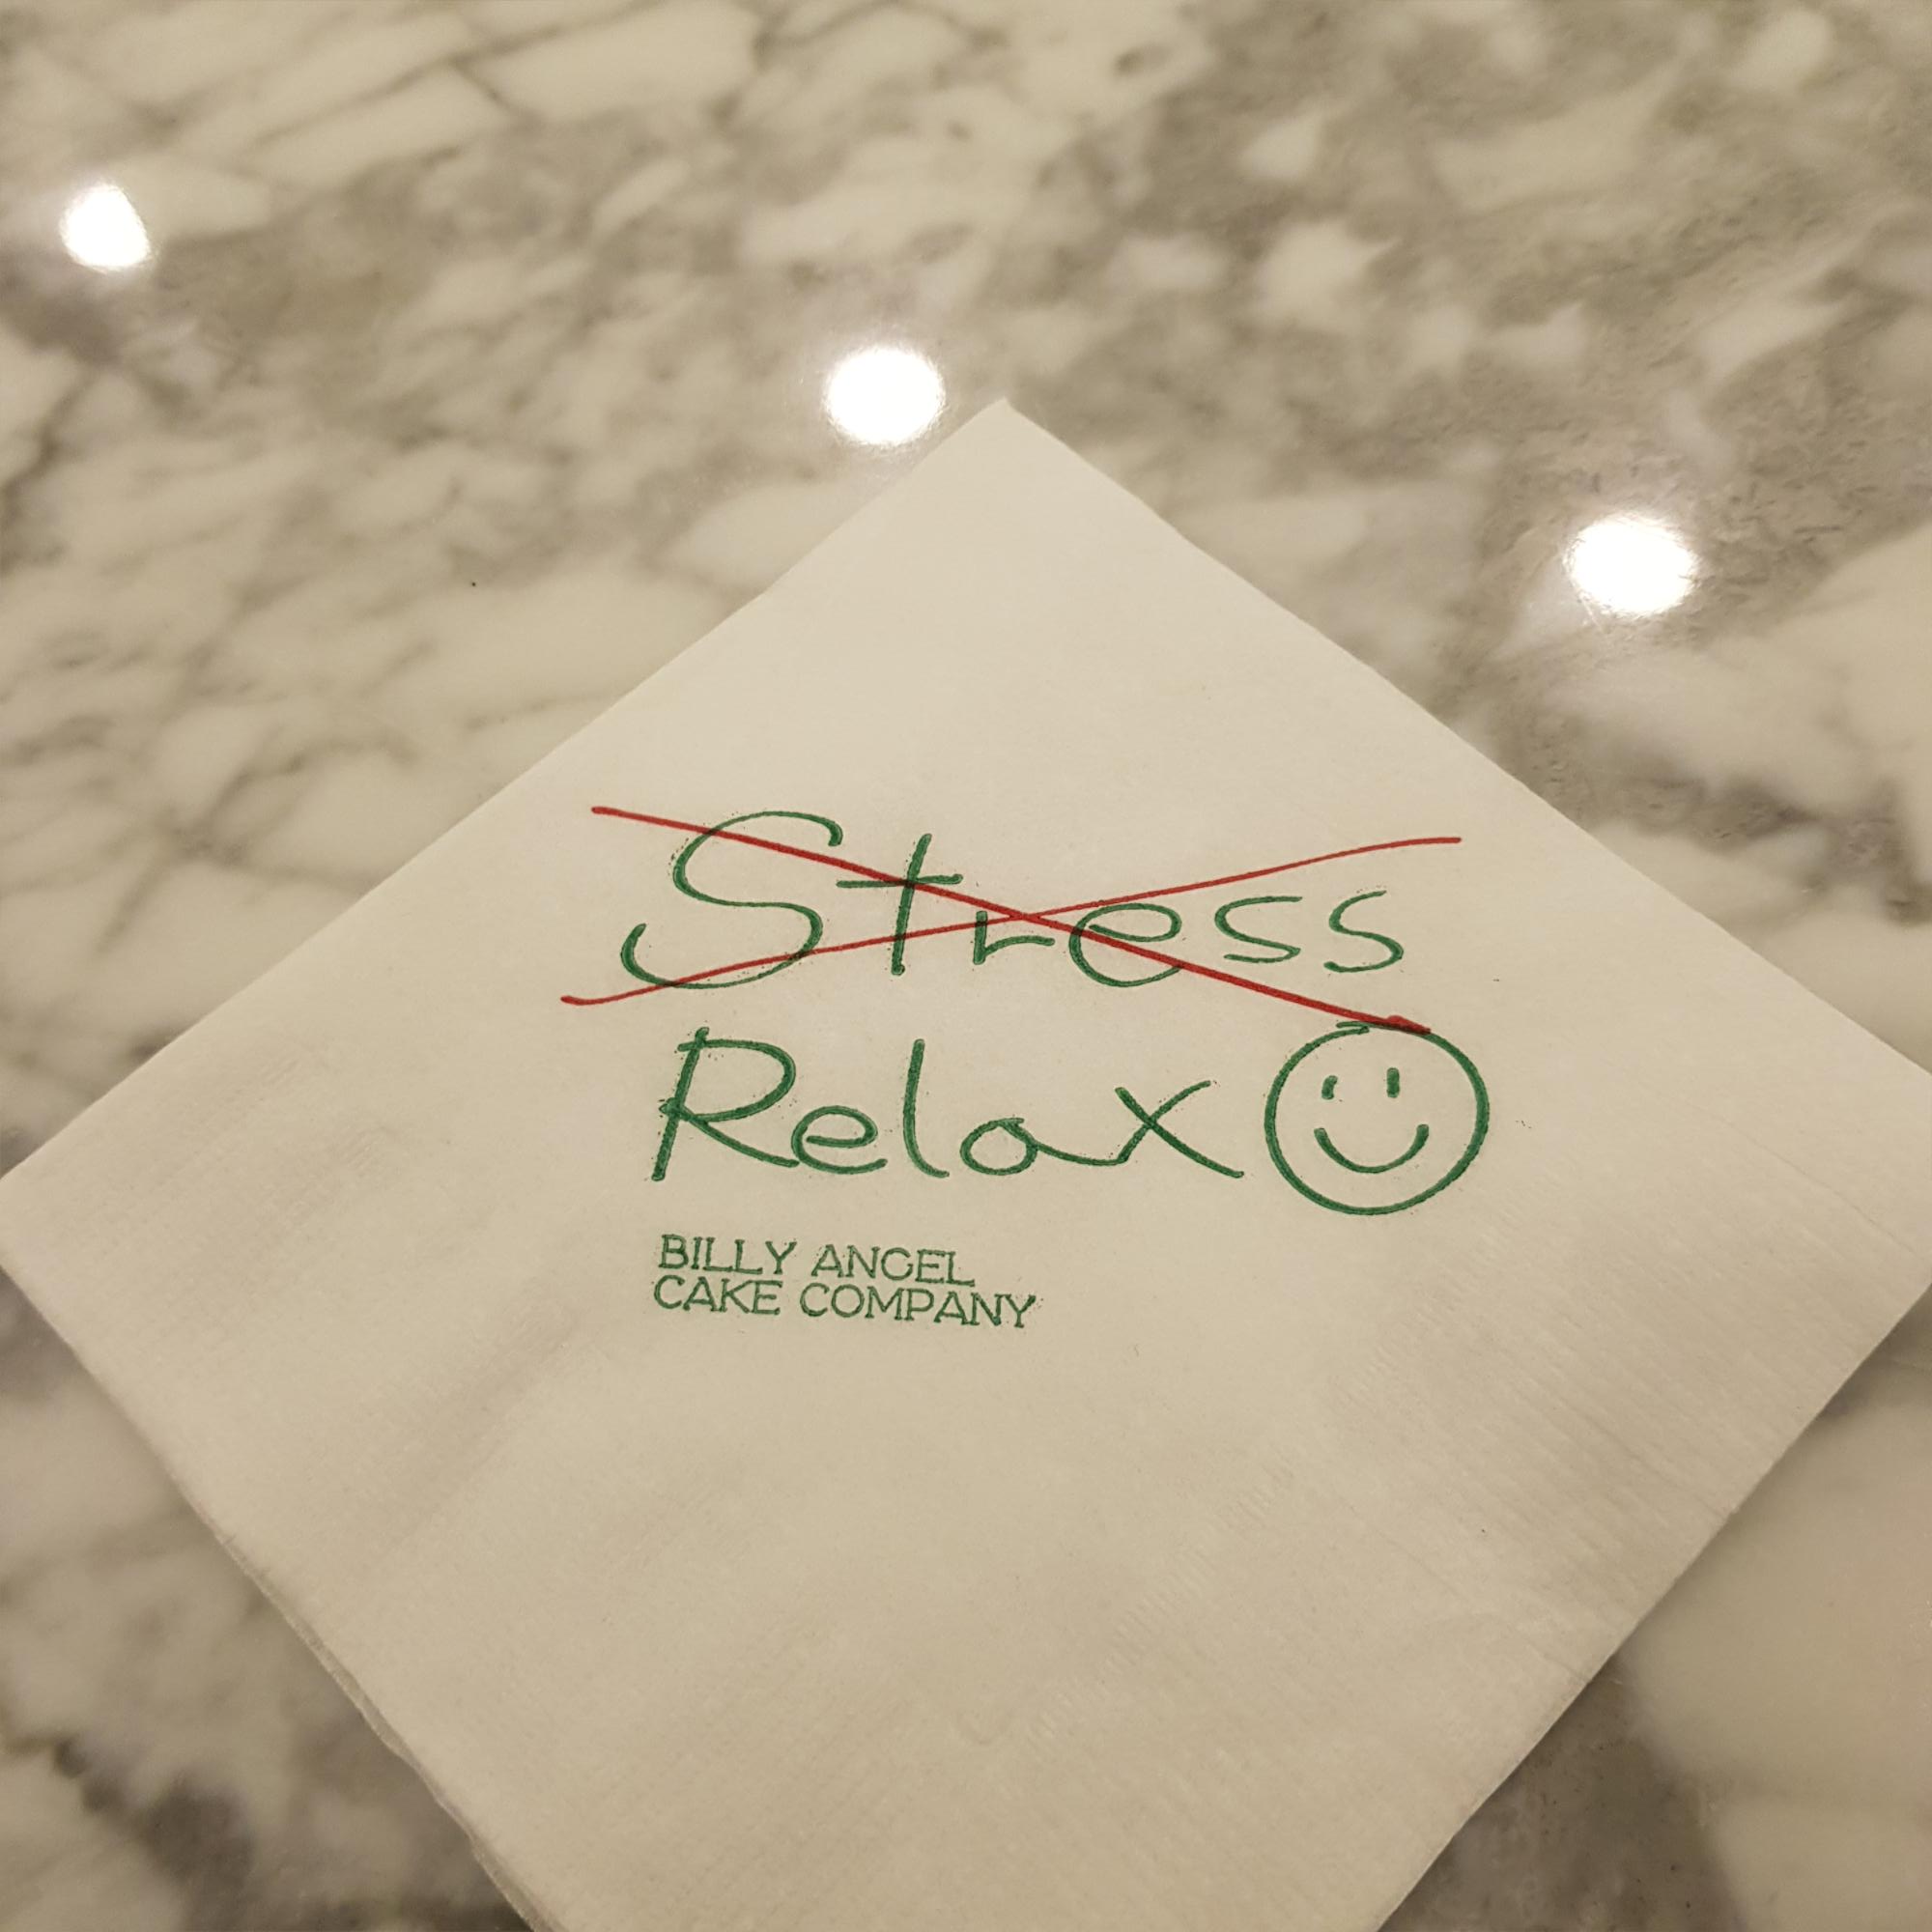 Stress
Relax
BILLY ANGEL
CAKE COMPANY